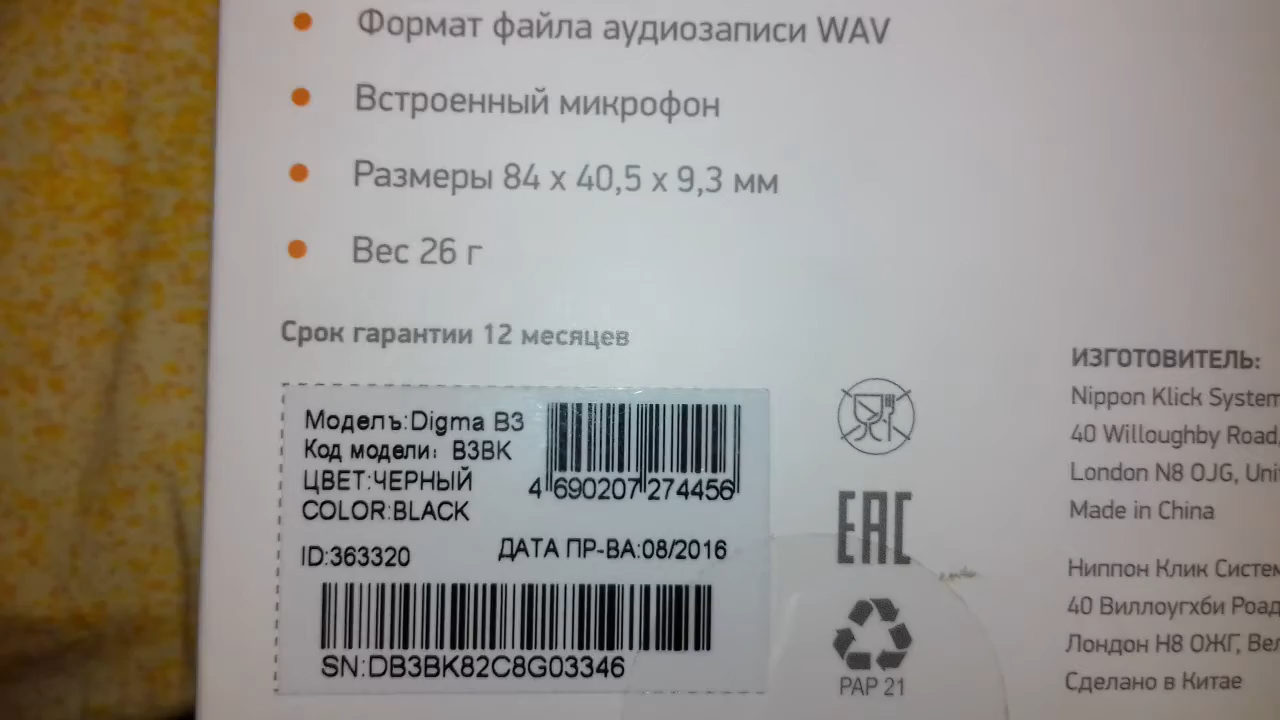 Формат файла аудиозаписи WAV
Встроенный микрофон
Размеры 84 x 40,5 x 9,3 мм
Вес 26 г
Срок гарантии 12 месяцев
Моделъ:Digma B3
Код модели: B3BK
ЦВЕТ:ЧЕРНЫЙ
COLOR:BLACK
4 690207 274456
ID:363320
ДАТА ПР-ВА:08/2016
SN:DB3BK82C8G03346
EAC
PAP 21
ИЗГОТОВИТЕЛЬ:
Nippon Klick System
40 Willoughby Road,
London N8 OJG,
Made in China
Ниппон Клик
40 Виллоугхби Роад
Лондон Н8 ОЖГ,
Сделано в Китае